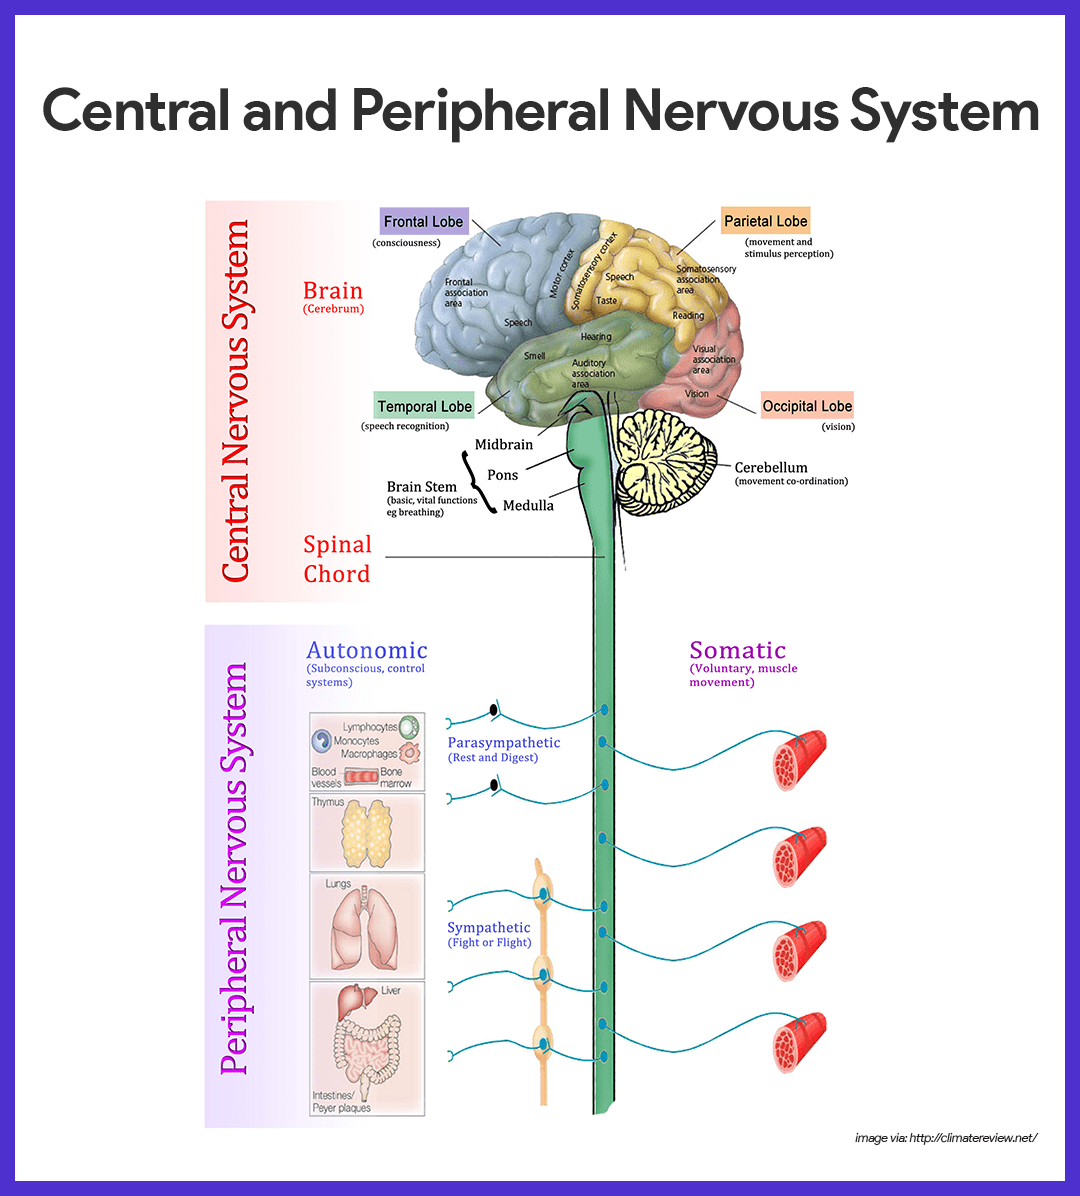 Central and Peripheral Nervous System
Central Nervous System
Brain
(Cerebrum)
Frontal Lobe
(consciousness)
Parietal Lobe
(movement and
stimulus perception)
Frontal
association
area
Speech
Motor cortex
Somatosensory cortex
Speech
Taste
Somatosensory
association
area
Reading
Hearing
Smell
Auditory
association
area
Visual
association
area
Vision
Temporal Lobe
(speech recognition)
Occipital Lobe
(vision)
Midbrain
Pons
Medulla
Brain Stem
(basic, vital functions
eg breathing)
Cerebellum
(movement co-ordination)
Spinal
Chord
Peripheral Nervous System
Autonomic
(Subconscious, control
systems)
Somatic
(Voluntary, muscle
movement)
Lymphocytes
Monocytes
Macrophages
Blood
vessels
Bone
marrow
Thymus
Lungs
Liver
Intestines/
Peyer plaques
Parasympathetic
(Rest and Digest)
Sympathetic
(Fight or Flight)
image via: http://climatereview.net/